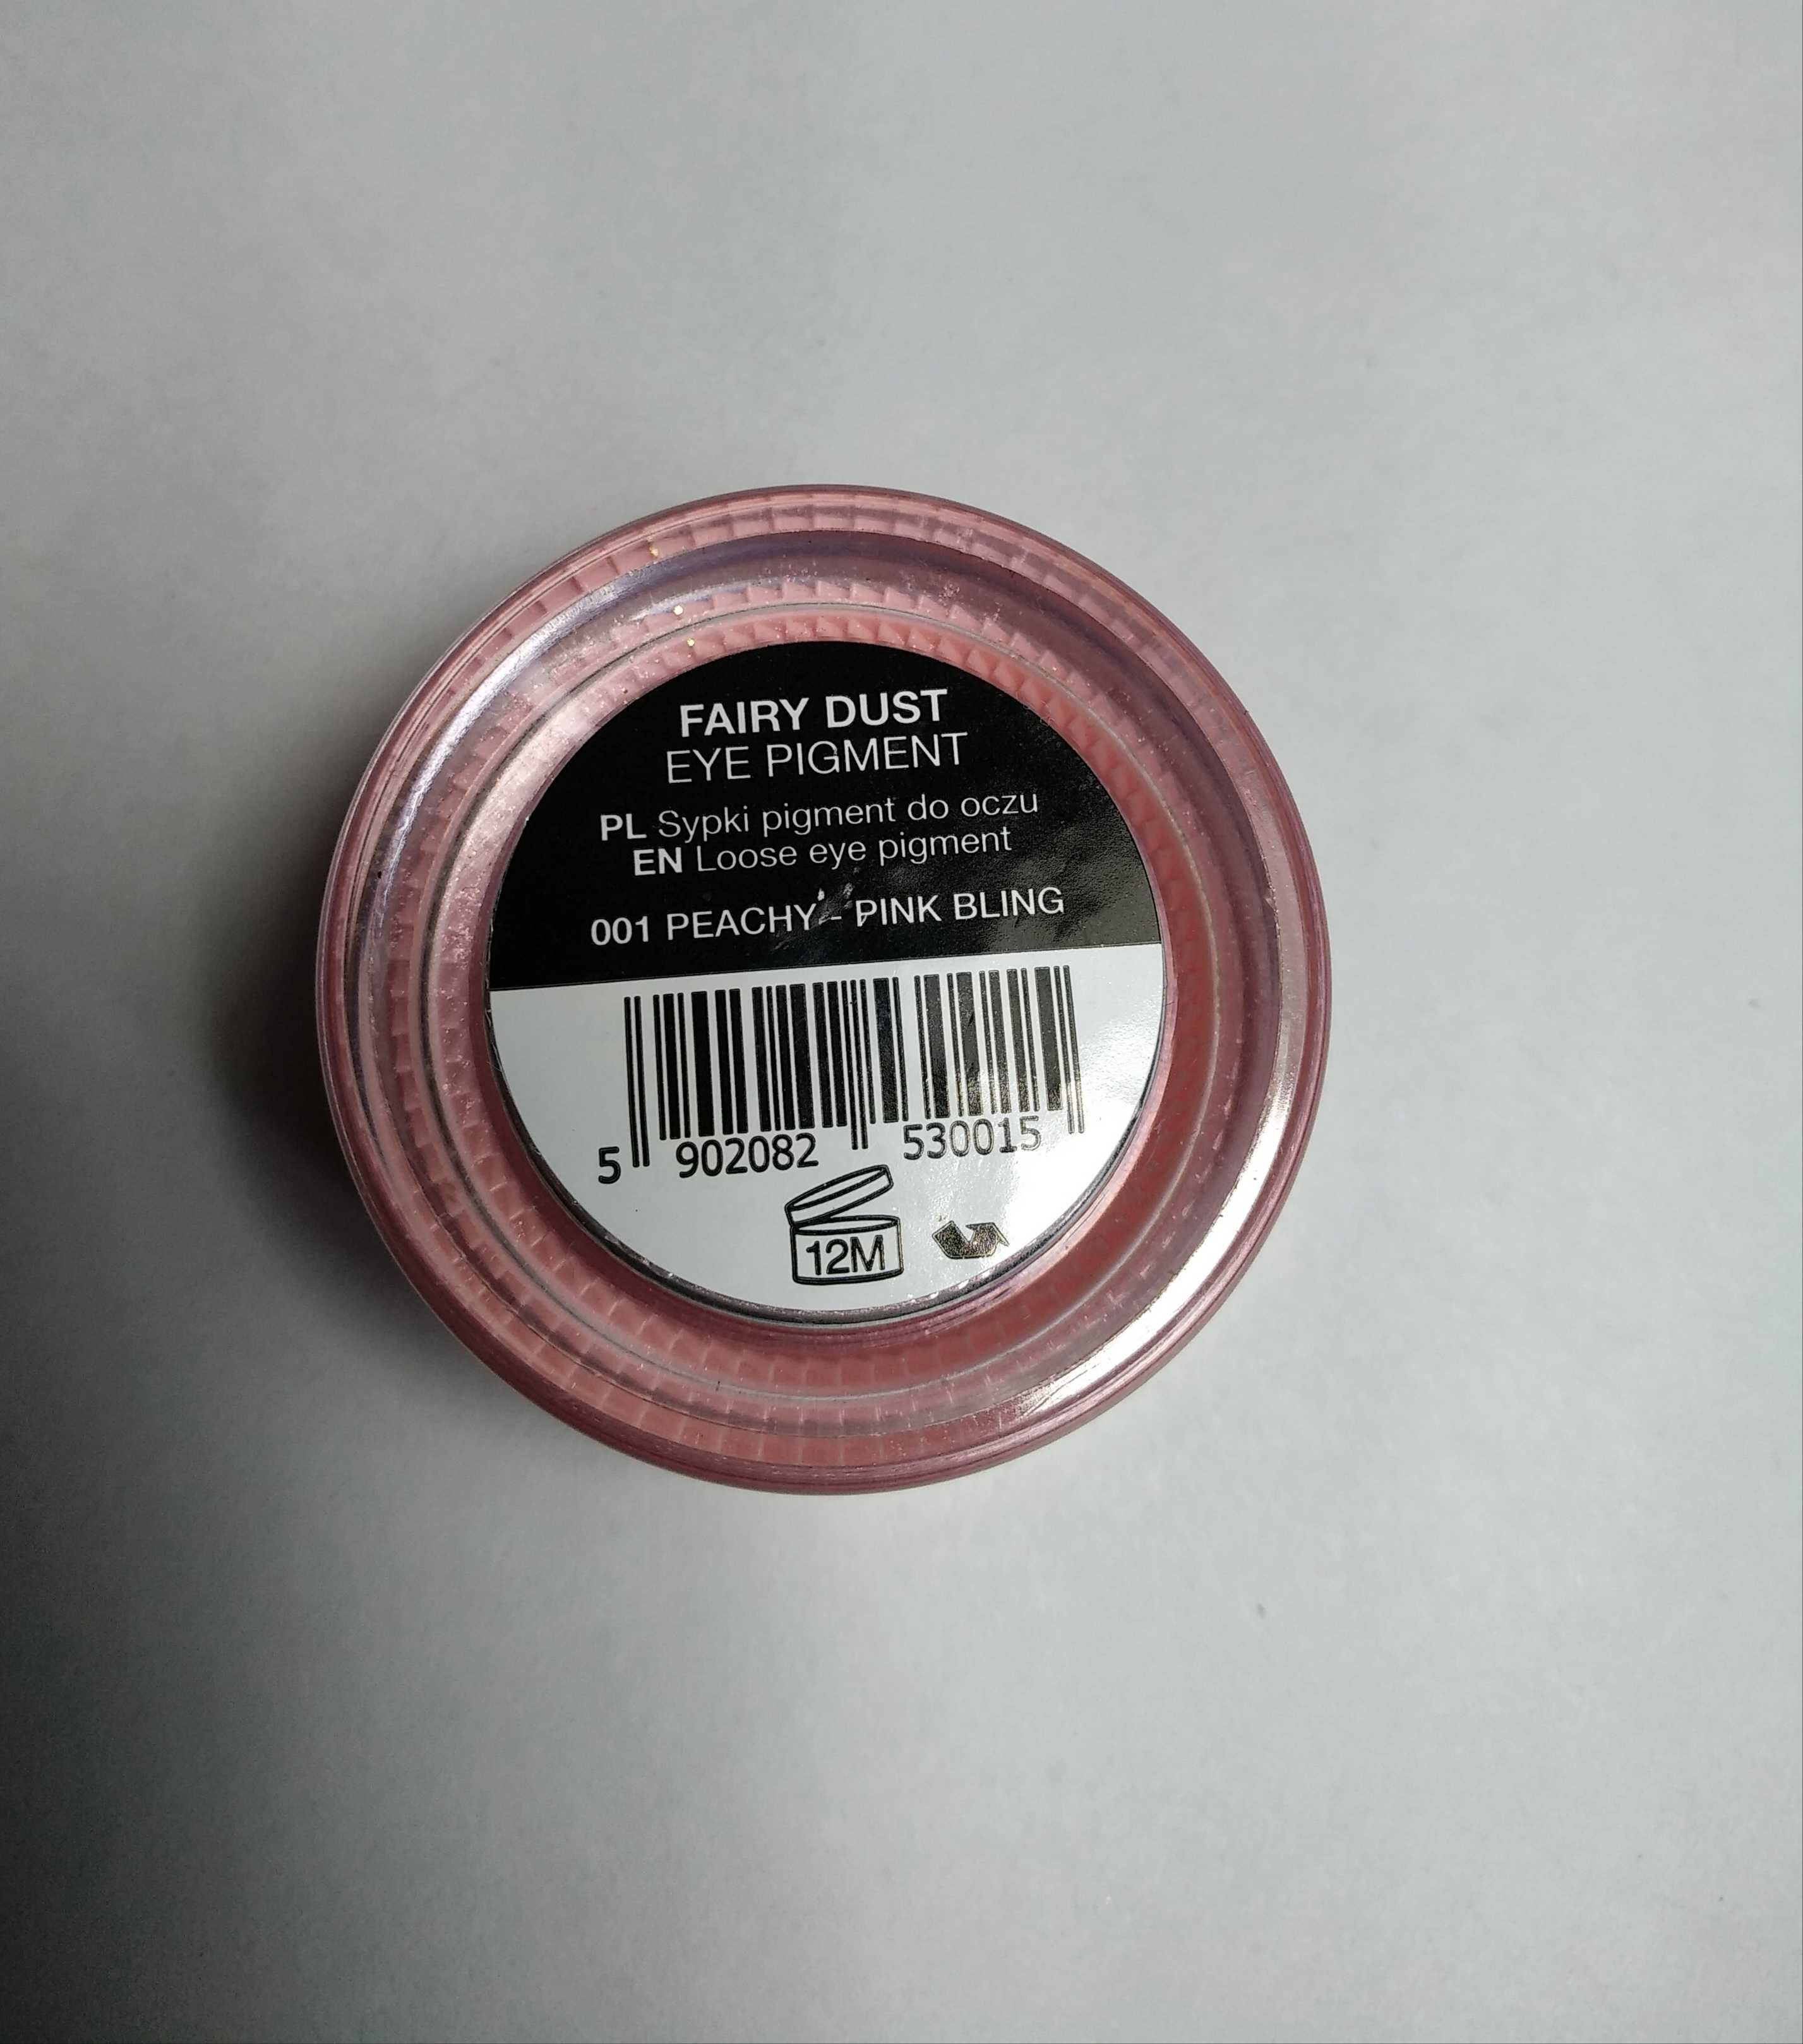 FAIRY DUST
EYE PIGMENT
PL Sypki pigment do oczu
EN Loose eye pigment
001 PEACHY - PINK BLING
5 902082 530015
12M